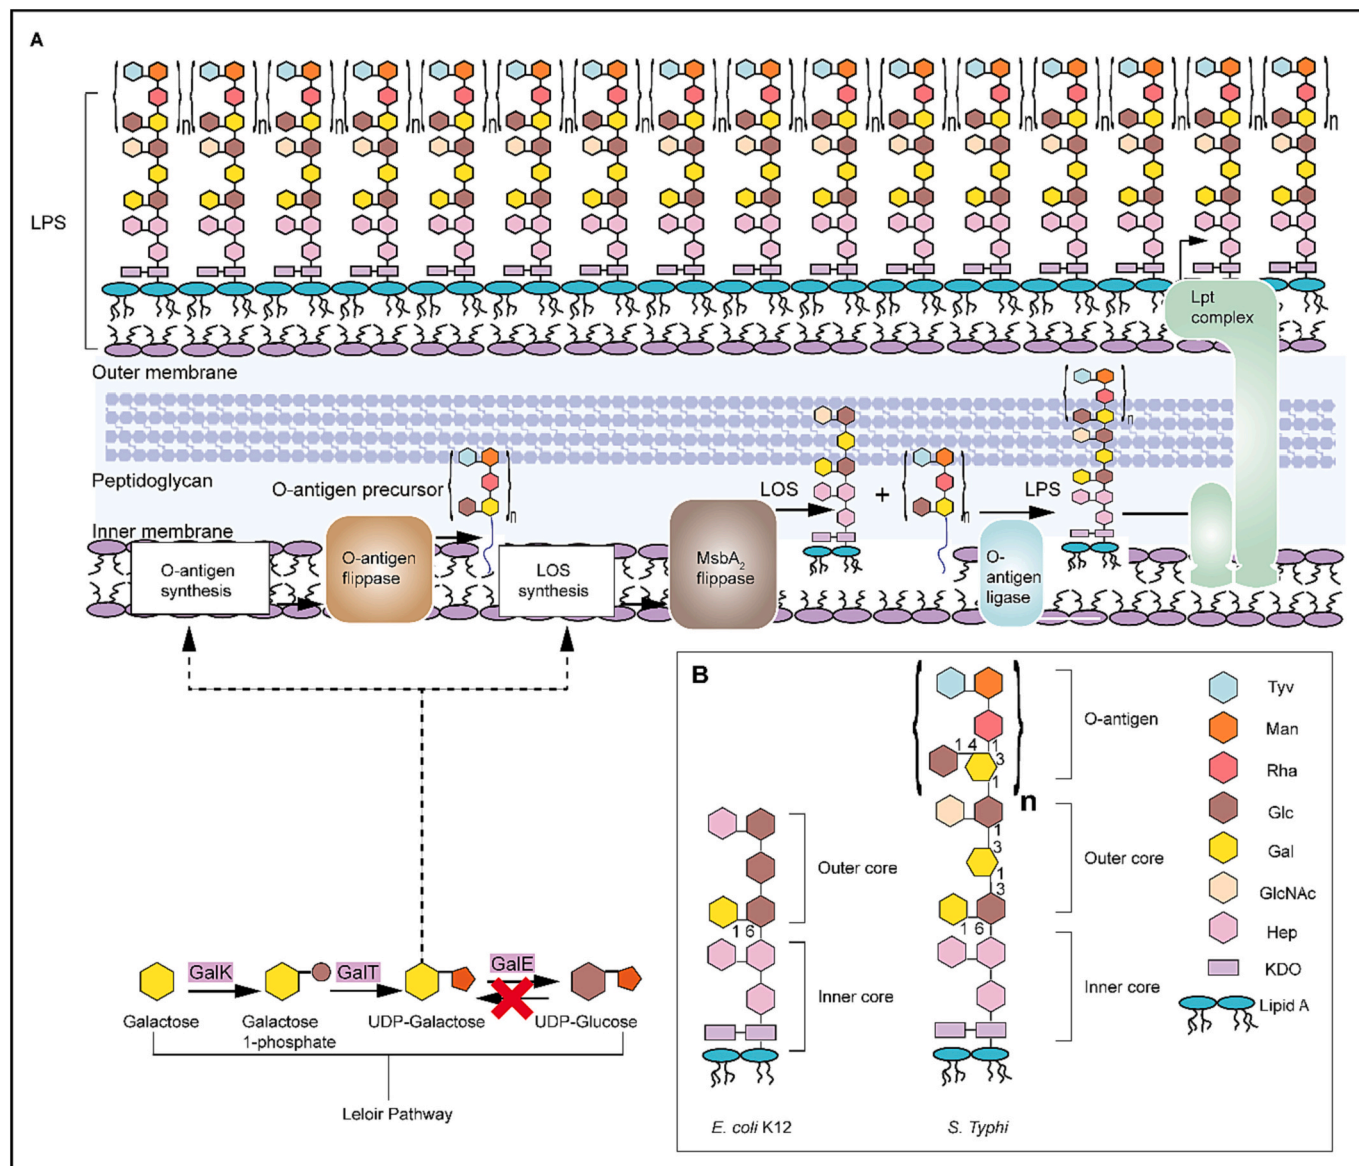 A
n n n n n n n n n n n n n n n n
LPS
Lpt
complex
Outer membrane
n
Peptidoglycan
O-antigen precursor
n
LOS
+
n
LPS
Inner membrane
O-antigen
synthesis
O-antigen
flippase
LOS
synthesis
MsbA2
flippase
O-
antigen
ligase
B
O-antigen
1 4
1
3
1
n
1
3
1
3
1 6
Outer core
Inner core
Outer core
1 6
Inner core
E. coli K12
S. Typhi
Tyv
Man
Rha
Glc
Gal
GlcNAc
Hep
KDO
Lipid A
GalK
GalT
GalE
Galactose
Galactose
1-phosphate
UDP-Galactose
UDP-Glucose
Leloir Pathway